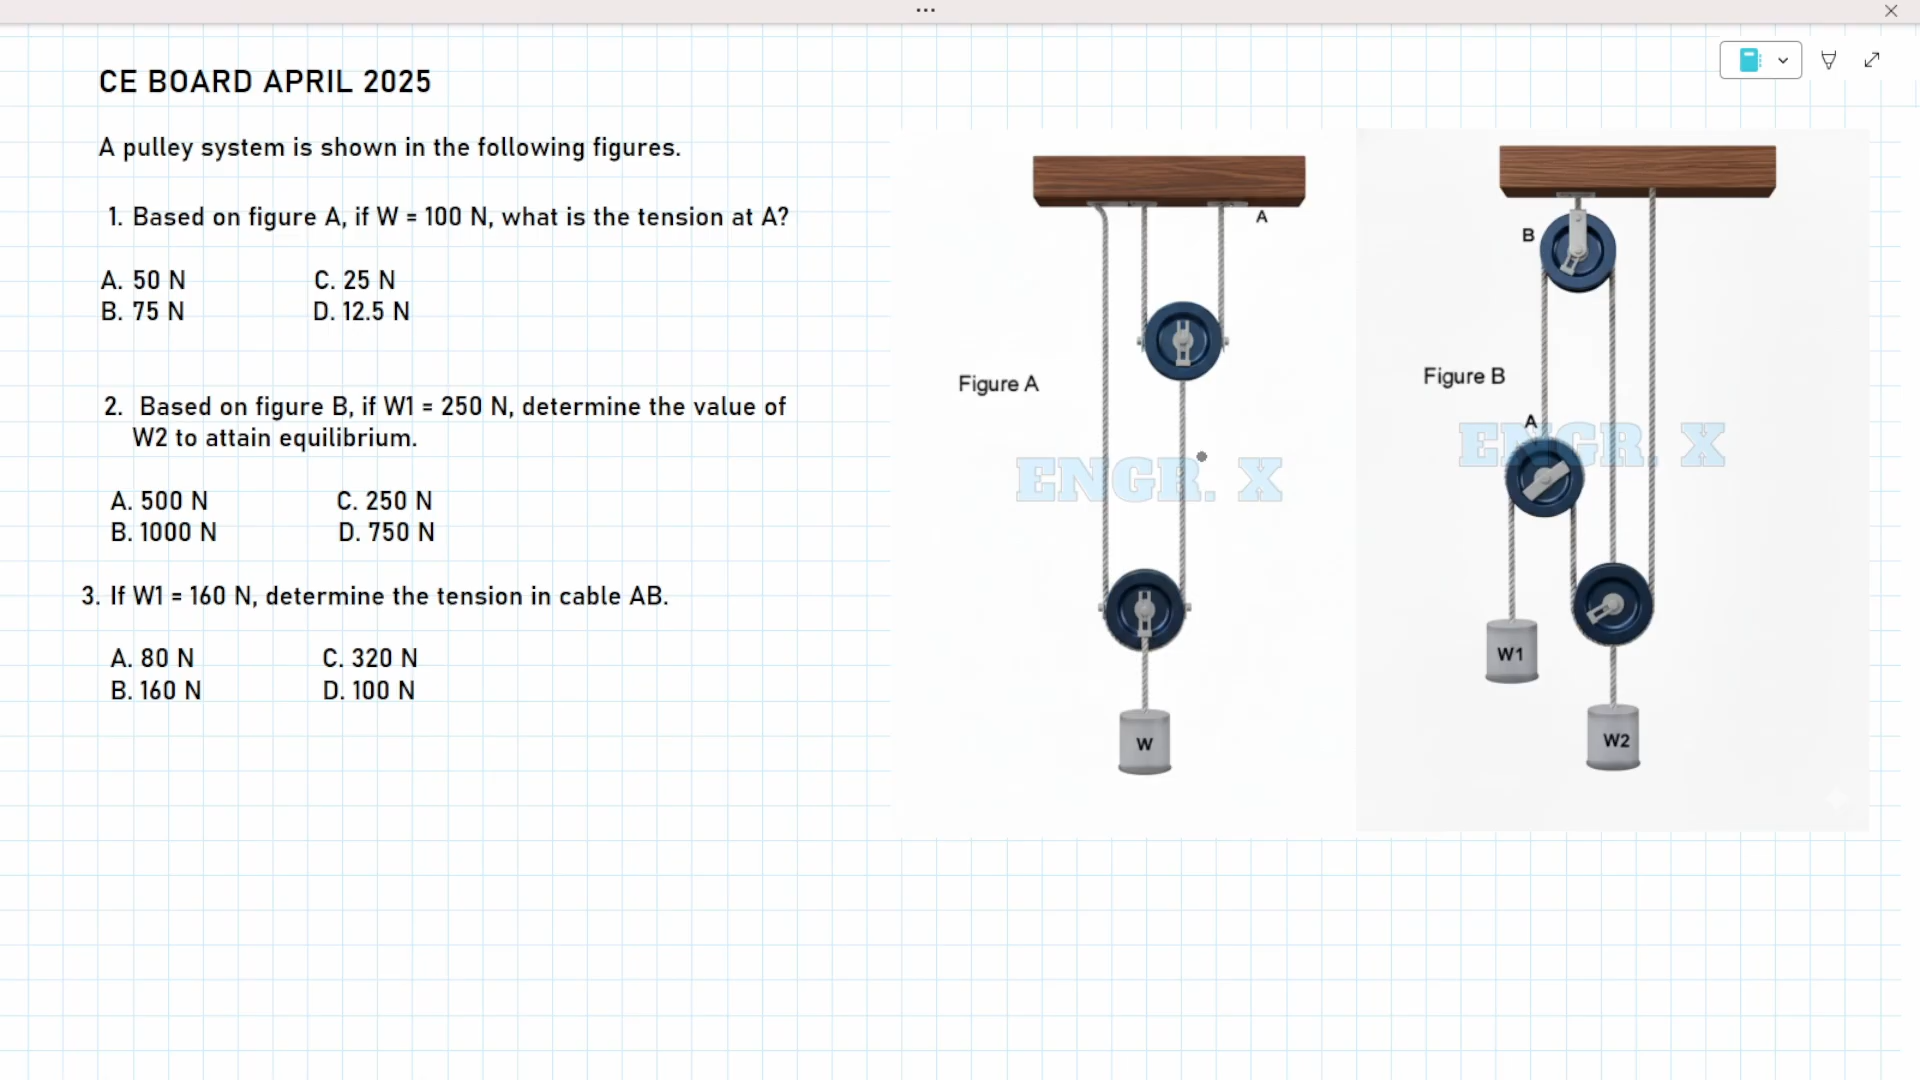 CE BOARD APRIL 2025
A pulley system is shown in the following figures.
1. Based on figure A, if W = 100 N, what is the tension at A?
A. 50 N C. 25 N
B. 75 N D. 12.5 N
2. Based on figure B, if W1 = 250 N, determine the value of
W2 to attain equilibrium.
A. 500 N C. 250 N
B. 1000 N D. 750 N
3. If W1 = 160 N, determine the tension in cable AB.
A. 80 N C. 320 N
B. 160 N D. 100 N
A
Figure A
ENGR. X
W
B
Figure B
A
ENGR. X
W1
W2